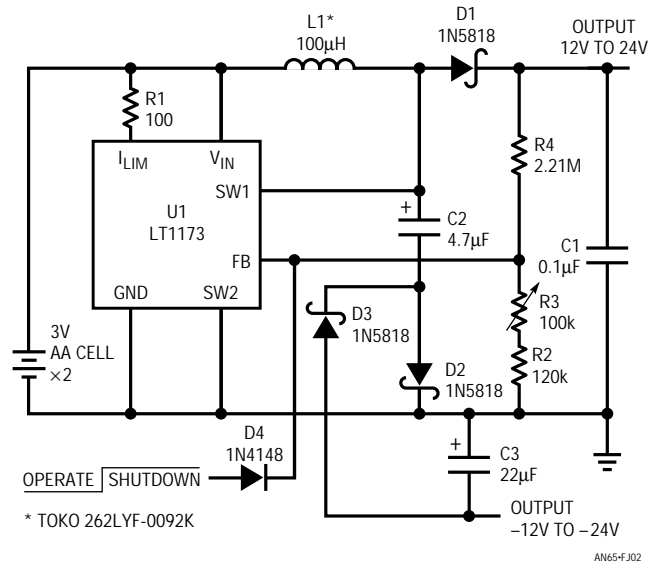 L1*
100µH
D1
1N5818
OUTPUT
12V TO 24V
R1
100
R4
2.21M
I_LIM
V_IN
SW1
U1
LT1173
+
C2
4.7µF
C1
0.1µF
FB
GND
SW2
D3
1N5818
R3
100k
3V
AA CELL
×2
D2
1N5818
R2
120k
D4
1N4148
+
C3
22µF
OPERATE SHUTDOWN
* TOKO 262LYF-0092K
OUTPUT
–12V TO –24V
AN65•FJ02